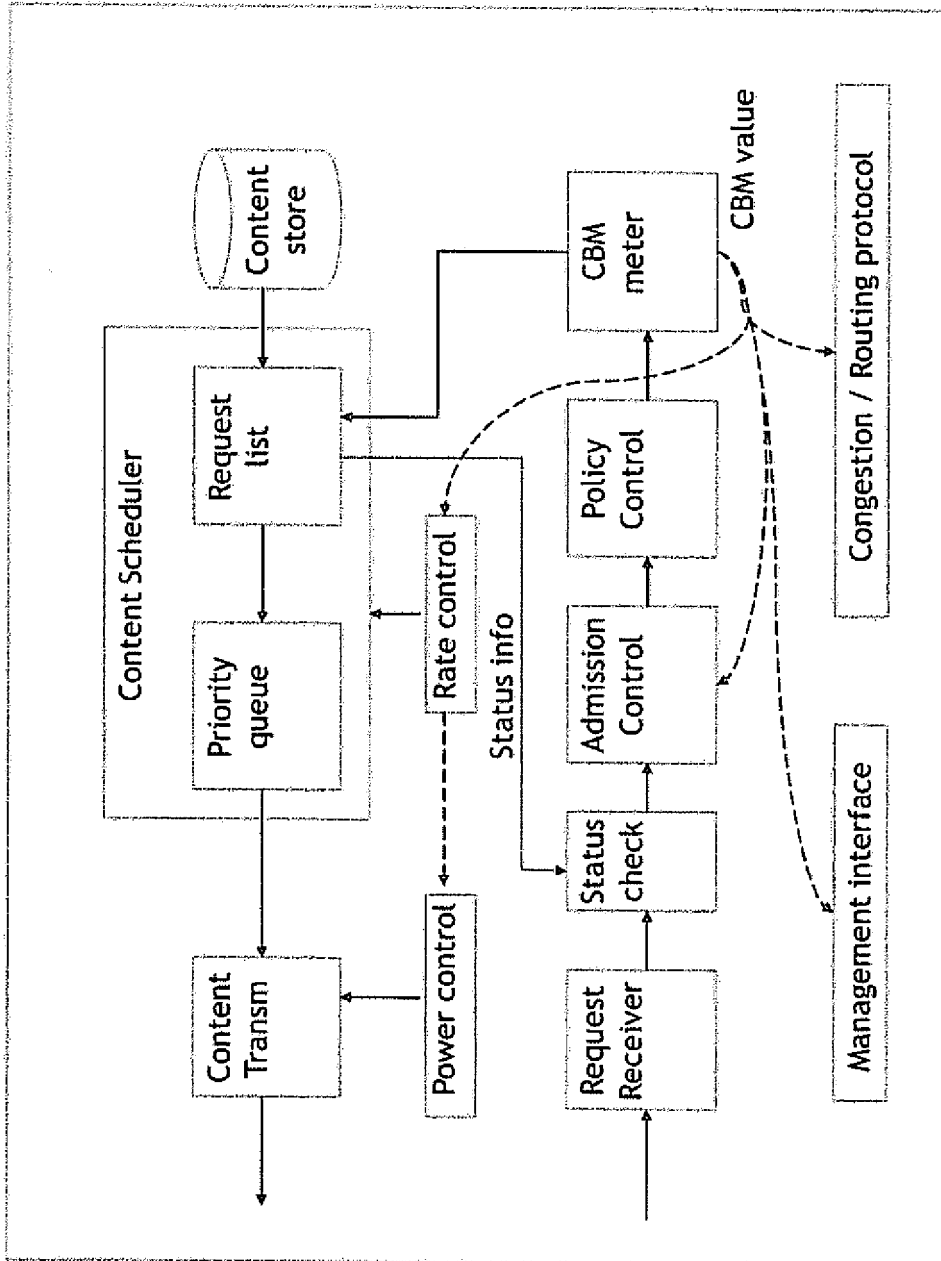 Content Scheduler
Content
Transm
Priority
queue
Request
list
Content
store
Power control
Rate control
Status info
Request
Receiver
Status
check
Admission
Control
Policy
Control
CBM
meter
CBM value
Management interface
Congestion / Routing protocol